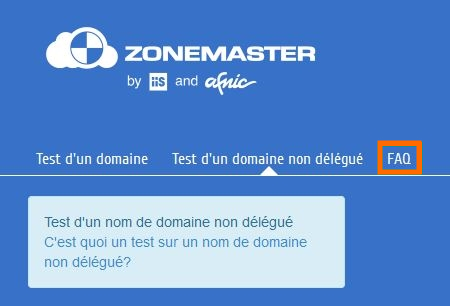 ZONEMASTER
by iis and afnic
Test d'un domaine Test d'un domaine non délégué FAQ
Test d'un nom de domaine non délégué
C'est quoi un test sur un nom de domaine
non délégué?